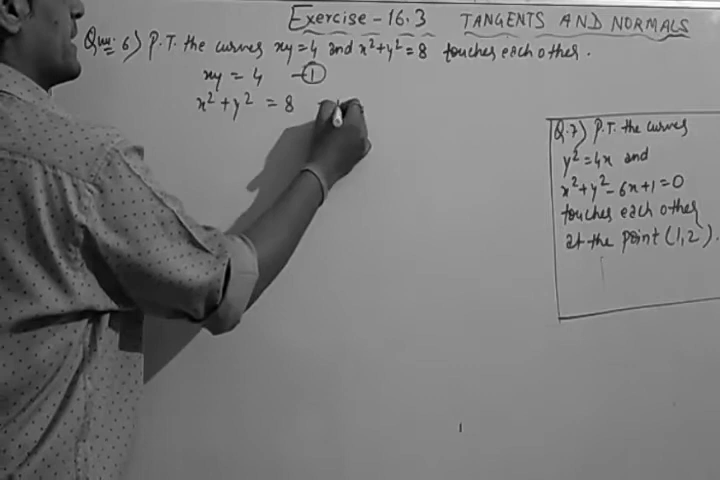 Exercise - 16.3 TANGENTS AND NORMALS
Que: 6) P.T. the curves xy=4 and x²+y²=8 touches each other.
xy = 4 —①
x² + y² = 8
Q.7) P.T. the curves
y²=4x and
x²+y²-6x+1=0
touches each other
at the point (1,2).